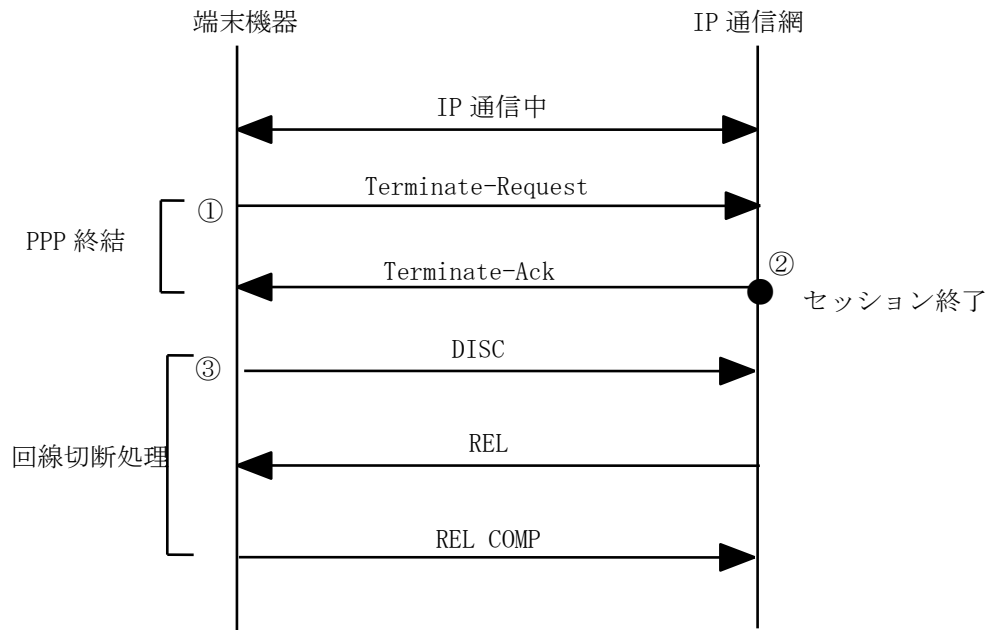 端末機器
IP 通信網
IP 通信中
Terminate-Request
①
PPP 終結
Terminate-Ack
②
セッション終了
DISC
③
REL
回線切断処理
REL COMP